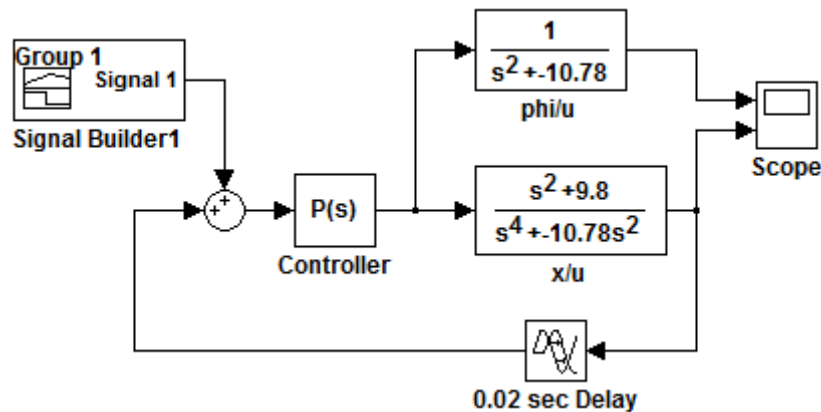 Group 1
Signal 1
Signal Builder1
+
+
P(s)
Controller
1
s²+-10.78
phi/u
s²+9.8
s⁴+-10.78s²
x/u
Scope
0.02 sec Delay